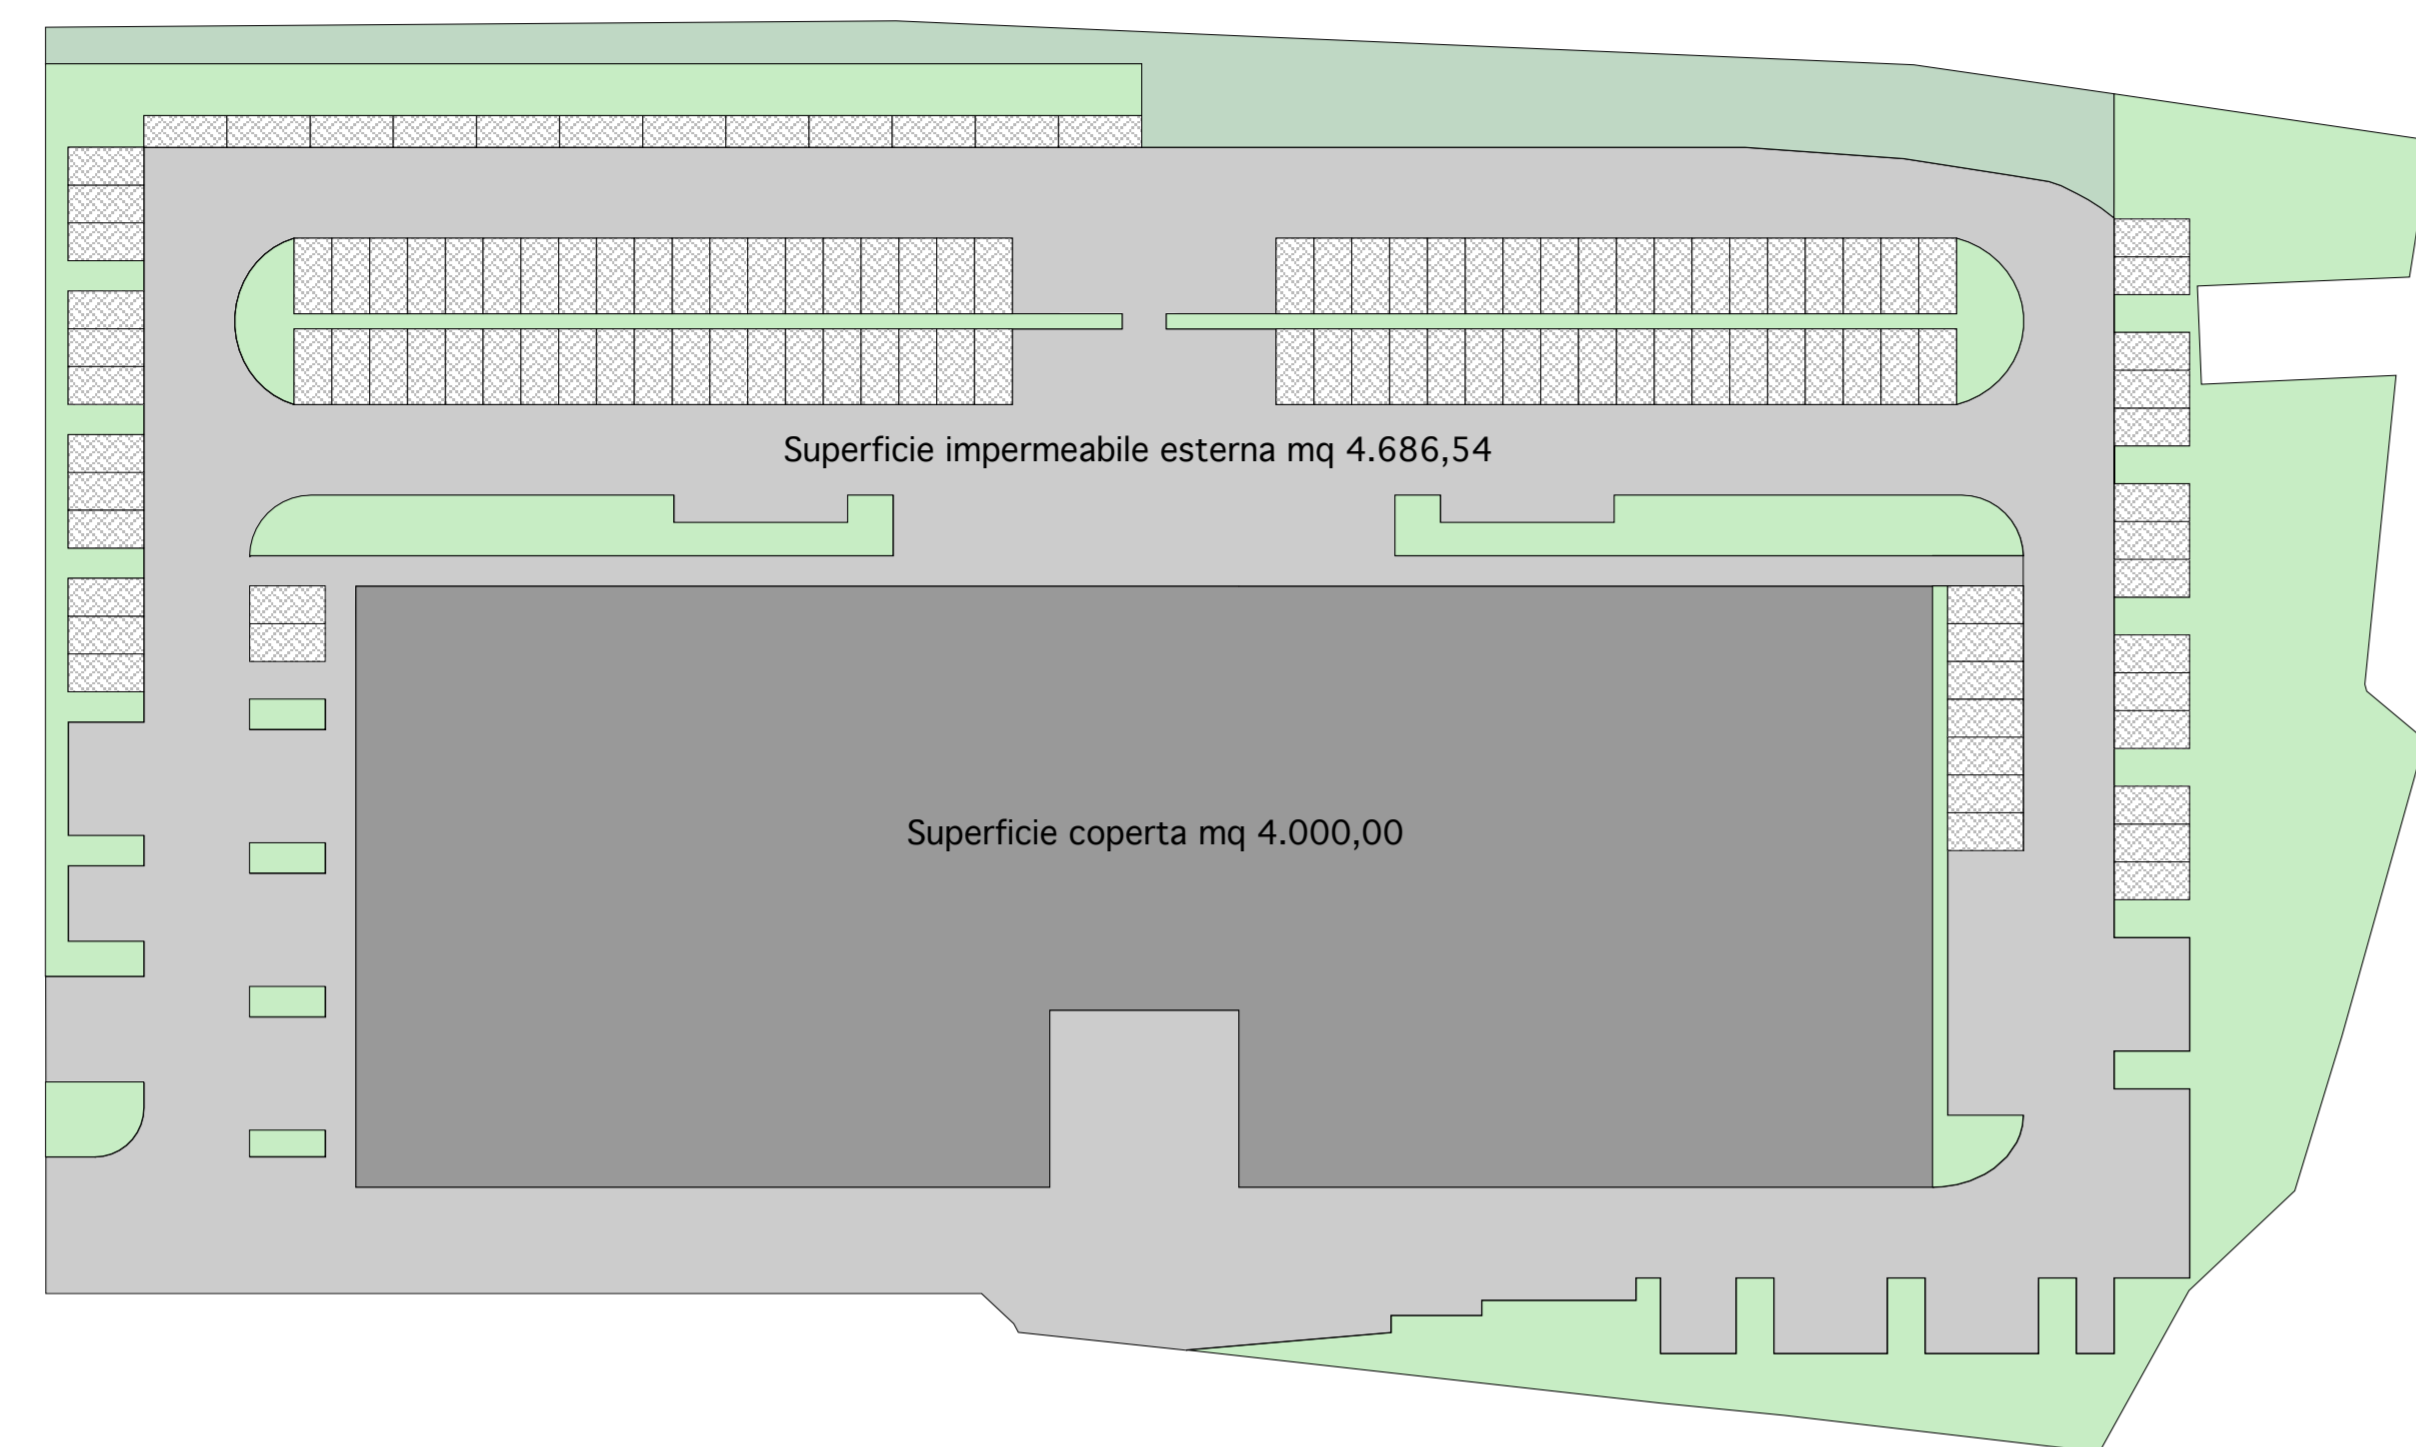 Superficie impermeabile esterna mq 4.686,54
Superficie coperta mq 4.000,00